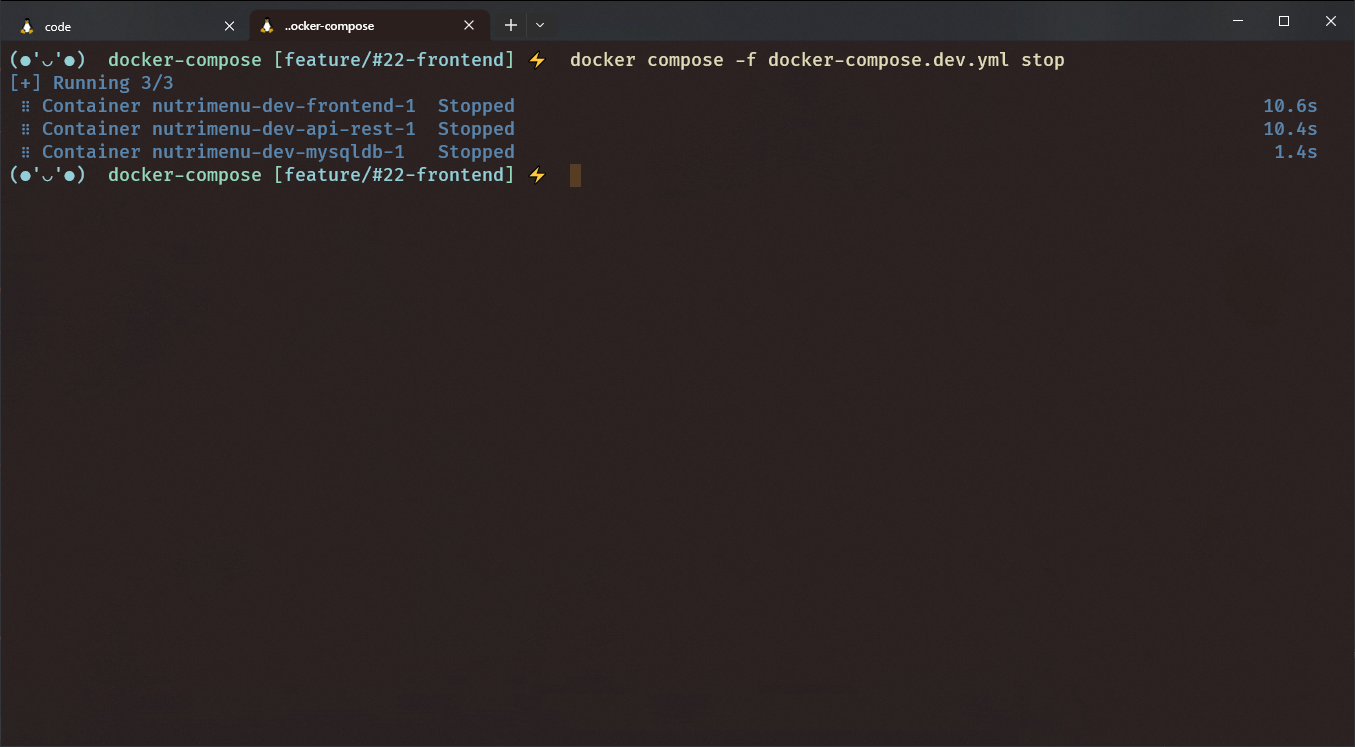 code
..ocker-compose
(●'◡'●)  docker-compose [feature/#22-frontend] ⚡  docker compose -f docker-compose.dev.yml stop
[+] Running 3/3
 ⠿ Container nutrimenu-dev-frontend-1  Stopped  10.6s
 ⠿ Container nutrimenu-dev-api-rest-1  Stopped  10.4s
 ⠿ Container nutrimenu-dev-mysqldb-1   Stopped  1.4s
(●'◡'●)  docker-compose [feature/#22-frontend] ⚡